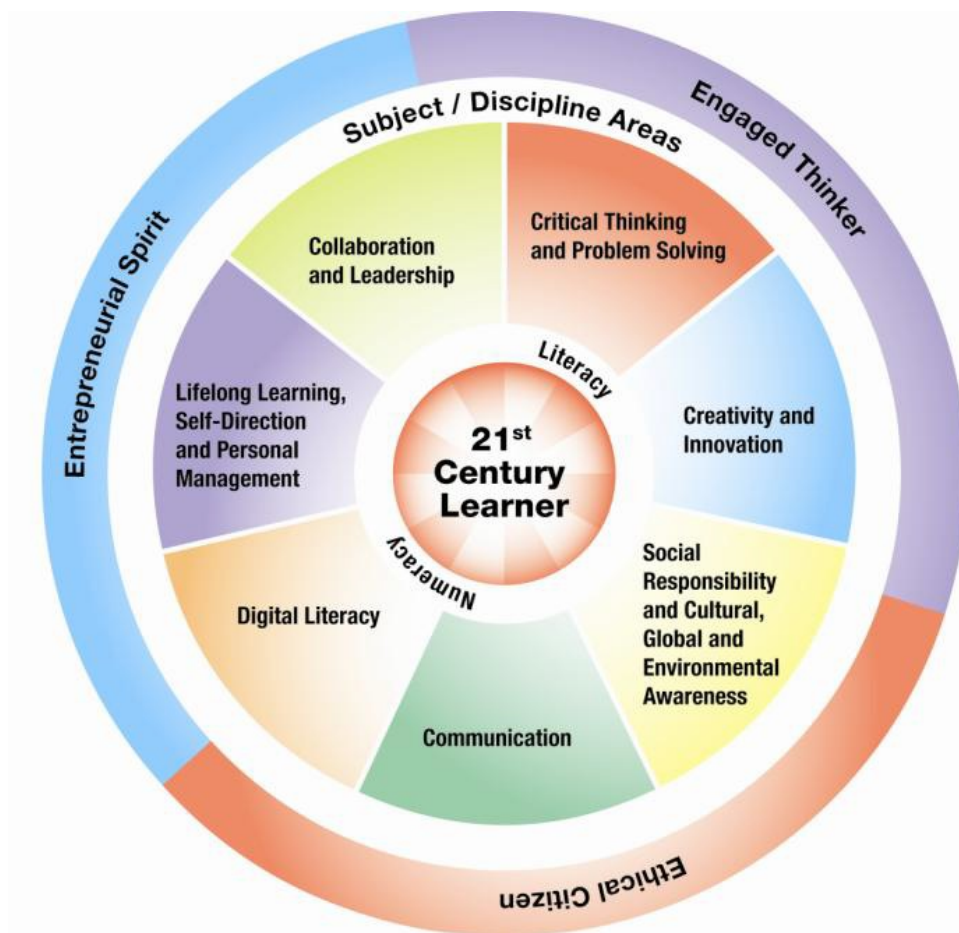 Subject / Discipline Areas
Engaged Thinker
Entrepreneurial Spirit
Ethical Citizen
Collaboration
and Leadership
Critical Thinking
and Problem Solving
Lifelong Learning,
Self-Direction
and Personal
Management
Creativity and
Innovation
Literacy
21st
Century
Learner
Numeracy
Digital Literacy
Social
Responsibility
and Cultural,
Global and
Environmental
Awareness
Communication